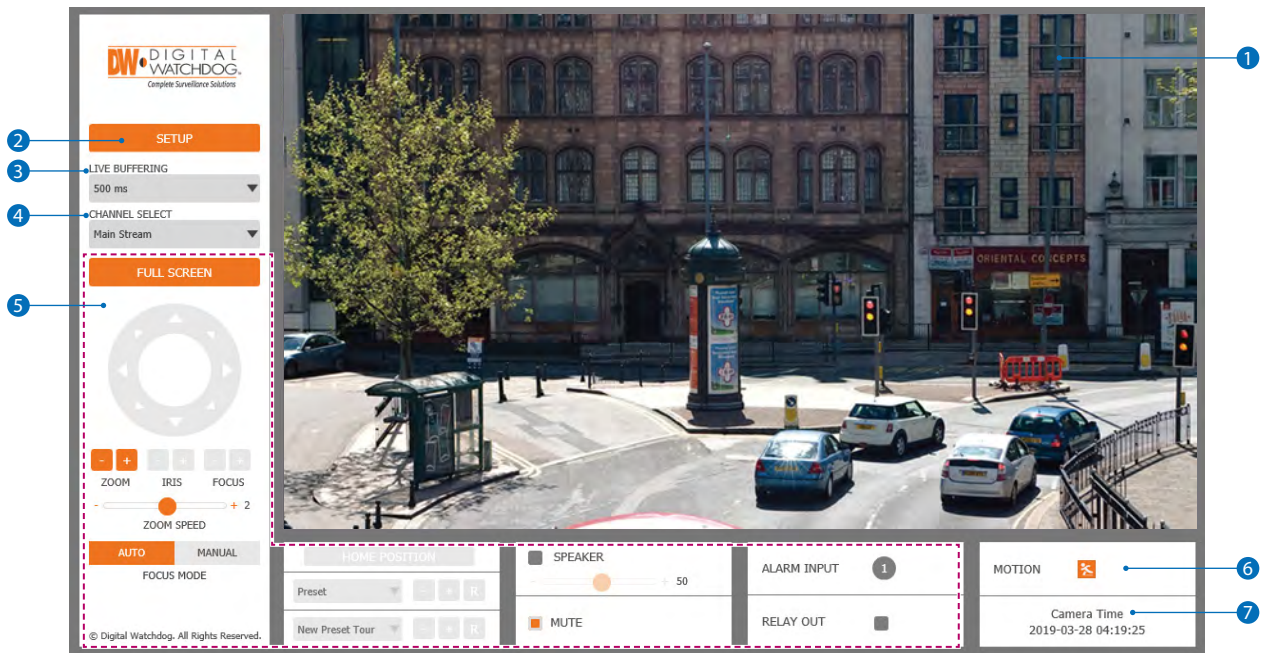 DW DIGITAL
WATCHDOG.
Complete Surveillance Solutions
SETUP
LIVE BUFFERING
500 ms
CHANNEL SELECT
Main Stream
FULL SCREEN
- + - + - +
ZOOM IRIS FOCUS
- + 2
ZOOM SPEED
AUTO MANUAL
FOCUS MODE
© Digital Watchdog. All Rights Reserved.
ORIENTAL CONCEPTS
HOME POSITION
Preset - + R
New Preset Tour - + R
SPEAKER
- + 50
MUTE
ALARM INPUT 1
RELAY OUT
MOTION
Camera Time
2019-03-28 04:19:25
1
2
3
4
5
6
7